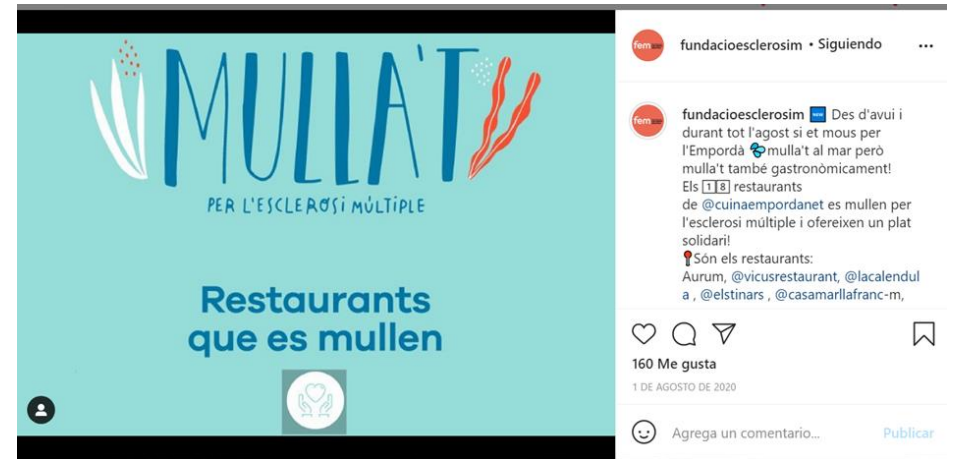 MULLA'T
PER L'ESCLEROSI MÚLTIPLE
Restaurants
que es mullen
fem
fundacioesclerosim • Siguiendo
fem
fundacioesclerosim Des d'avui i
durant tot l'agost si et mous per
l'Empordà mulla't al mar però
mulla't també gastronòmicament!
Els 18 restaurants
de @cuinaempordanet es mullen per
l'esclerosi múltiple i ofereixen un plat
solidari!
Són els restaurants:
Aurum, @vicusrestaurant, @lacalendul
a , @elstinars , @casamarllafranc-m,
160 Me gusta
1 DE AGOSTO DE 2020
Agrega un comentario...
Publicar